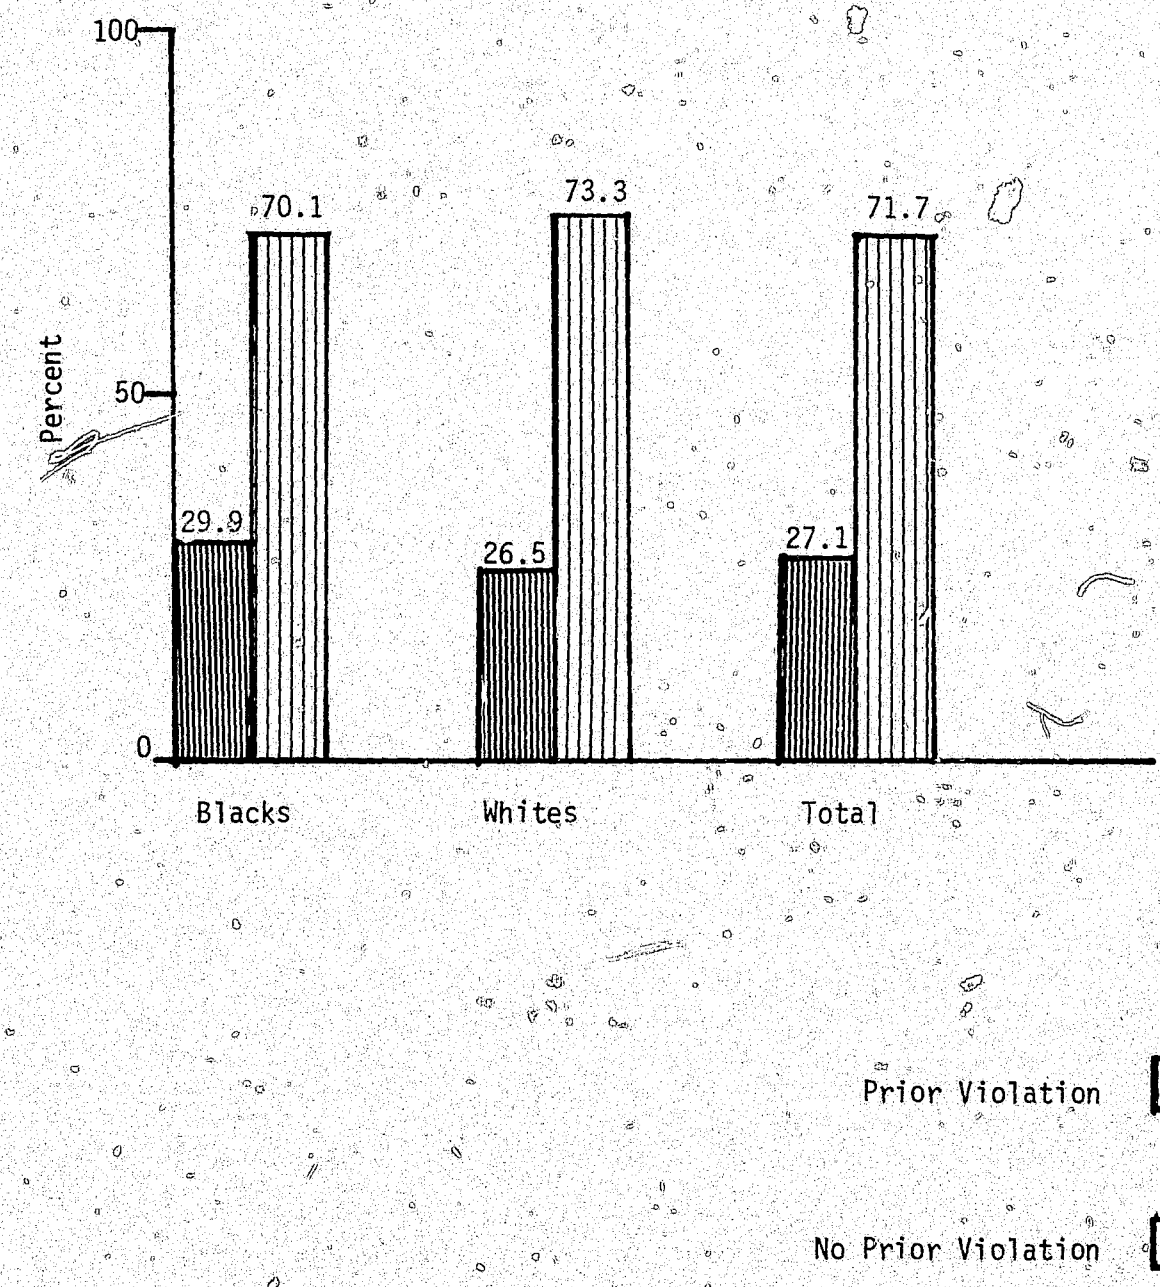 100
73.3
70.1
71.7
Percent
50
29.9
26.5
27.1
0
Blacks
Whites
Total
Prior Violation
No Prior Violation